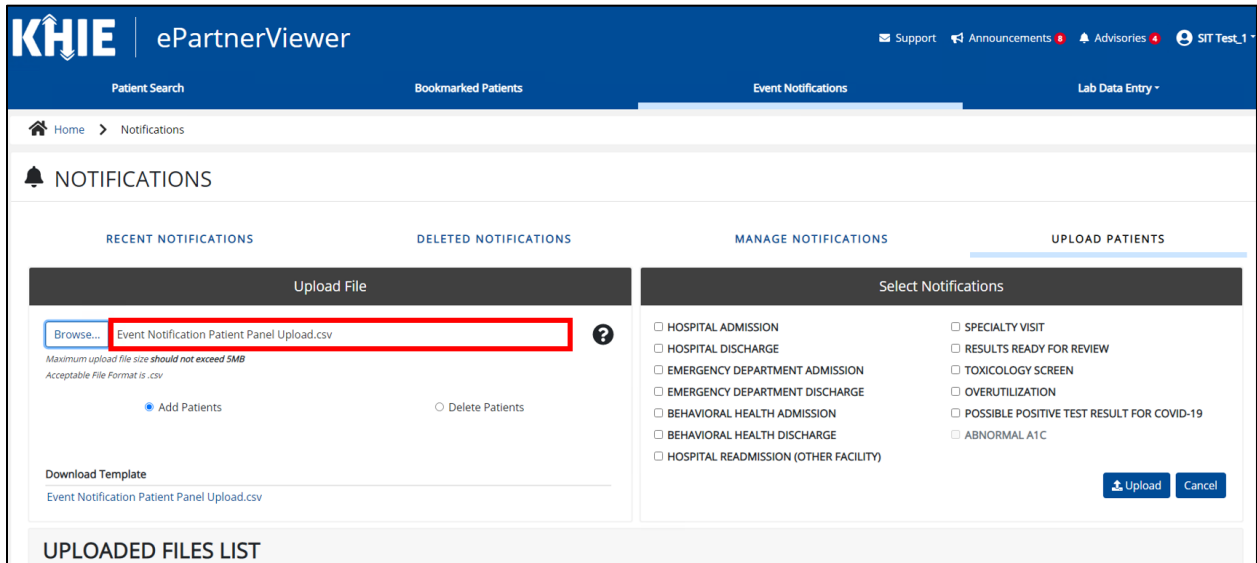 KHIE ePartnerViewer
Support Announcements 8 Advisories 4 SIT Test_1
Patient Search Bookmarked Patients Event Notifications Lab Data Entry
Home > Notifications
NOTIFICATIONS
RECENT NOTIFICATIONS DELETED NOTIFICATIONS MANAGE NOTIFICATIONS UPLOAD PATIENTS
Upload File
Browse... Event Notification Patient Panel Upload.csv ?
Maximum upload file size should not exceed 5MB
Acceptable File Format is .csv
Add Patients Delete Patients
Download Template
Event Notification Patient Panel Upload.csv
Select Notifications
HOSPITAL ADMISSION
HOSPITAL DISCHARGE
EMERGENCY DEPARTMENT ADMISSION
EMERGENCY DEPARTMENT DISCHARGE
BEHAVIORAL HEALTH ADMISSION
BEHAVIORAL HEALTH DISCHARGE
HOSPITAL READMISSION (OTHER FACILITY)
SPECIALTY VISIT
RESULTS READY FOR REVIEW
TOXICOLOGY SCREEN
OVERUTILIZATION
POSSIBLE POSITIVE TEST RESULT FOR COVID-19
ABNORMAL A1C
Upload Cancel
UPLOADED FILES LIST